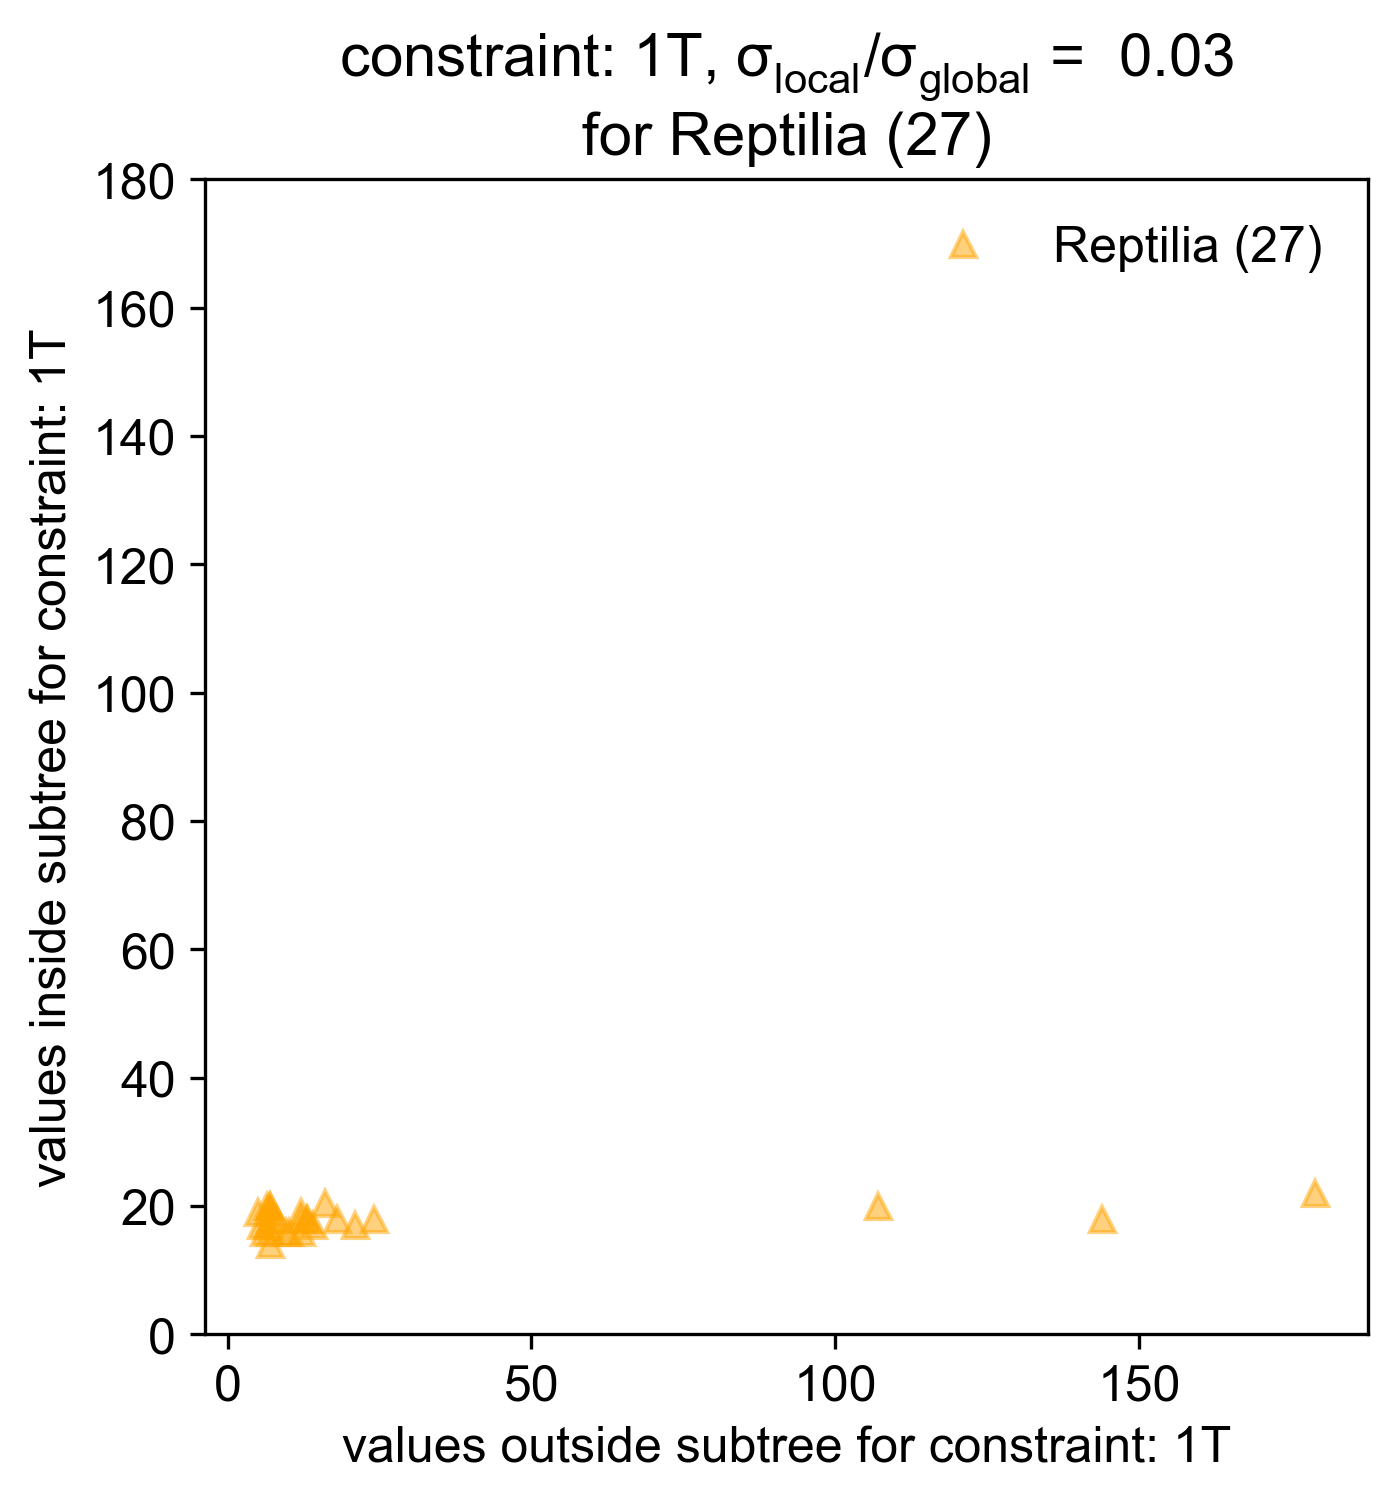 constraint: 1T, σlocal/σglobal = 0.03
for Reptilia (27)
Reptilia (27)
values inside subtree for constraint: 1T
180
160
140
120
100
80
60
40
20
0
0 50 100 150
values outside subtree for constraint: 1T